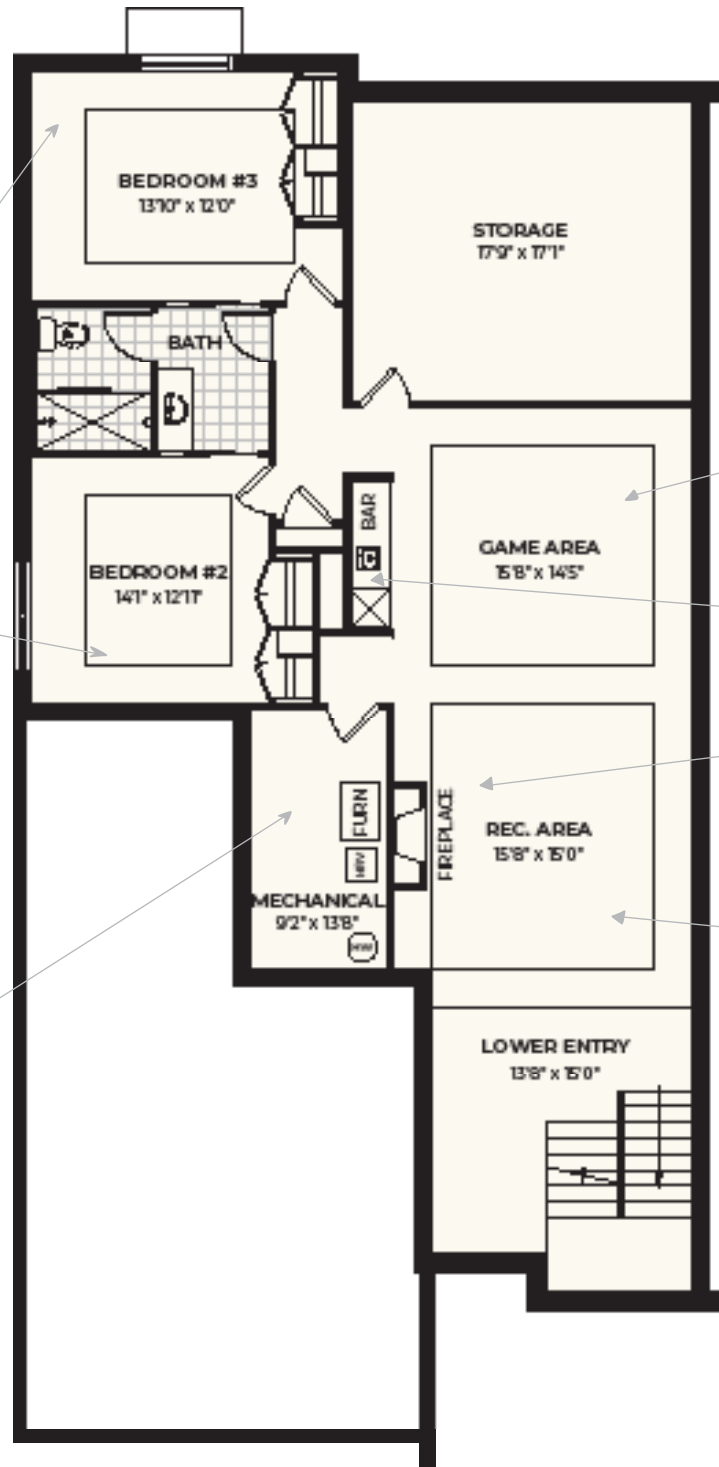 BEDROOM #3
13'10" x 12'0"
STORAGE
17'9" x 17'1"
BATH
BAR
GAME AREA
15'8" x 14'5"
BEDROOM #2
14'1" x 12'11"
FURN
FIREPLACE
REC. AREA
15'8" x 15'0"
HRV
MECHANICAL
9'2" x 13'8"
HW
LOWER ENTRY
13'8" x 15'0"